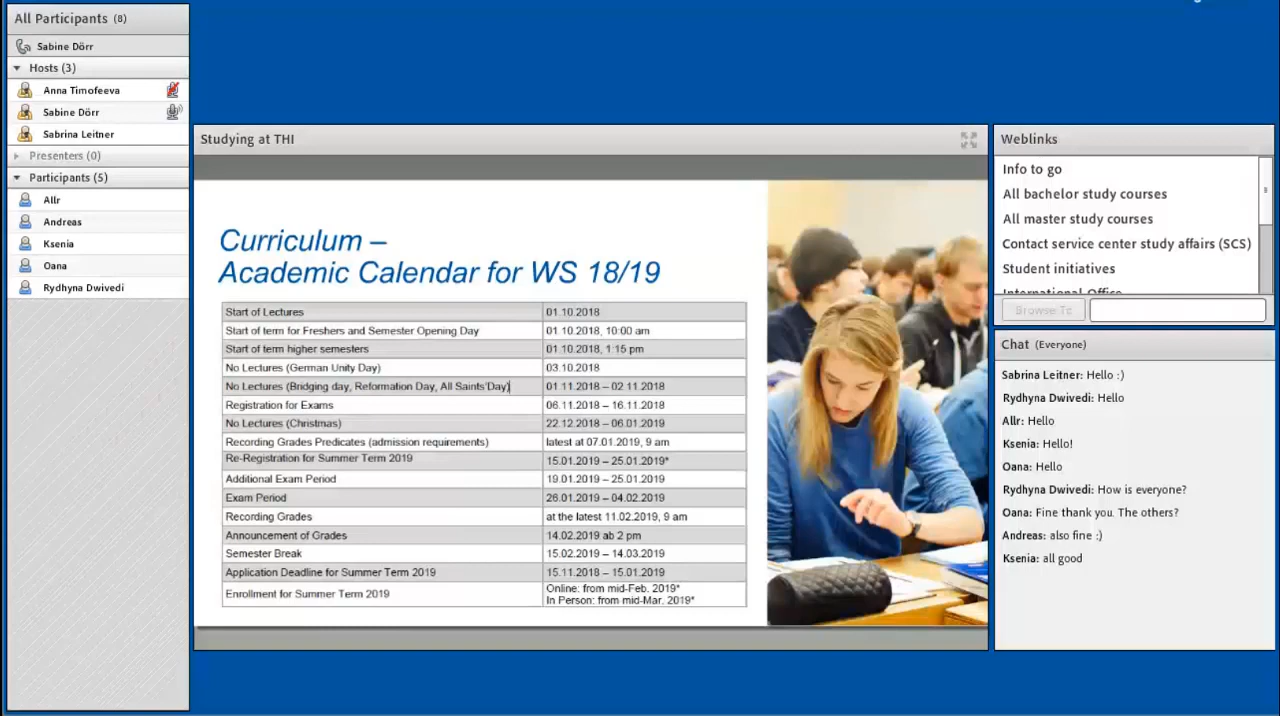 All Participants (8)
Sabine Dörr
Hosts (3)
Anna Timofeeva
Sabine Dörr
Sabrina Leitner
Presenters (0)
Participants (5)
Allr
Andreas
Ksenia
Oana
Rydhyna Dwivedi
Studying at THI
Curriculum –
Academic Calendar for WS 18/19
Start of Lectures 01.10.2018
Start of term for Freshers and Semester Opening Day 01.10.2018, 10:00 am
Start of term higher semesters 01.10.2018, 1:15 pm
No Lectures (German Unity Day) 03.10.2018
No Lectures (Bridging day, Reformation Day, All Saints'Day) 01.11.2018 – 02.11.2018
Registration for Exams 06.11.2018 – 16.11.2018
No Lectures (Christmas) 22.12.2018 – 06.01.2019
Recording Grades Predicates (admission requirements) latest at 07.01.2019, 9 am
Re-Registration for Summer Term 2019 15.01.2019 – 25.01.2019*
Additional Exam Period 19.01.2019 – 25.01.2019
Exam Period 26.01.2019 – 04.02.2019
Recording Grades at the latest 11.02.2019, 9 am
Announcement of Grades 14.02.2019 ab 2 pm
Semester Break 15.02.2019 – 14.03.2019
Application Deadline for Summer Term 2019 15.11.2018 – 15.01.2019
Enrollment for Summer Term 2019 Online: from mid-Feb. 2019*
In Person: from mid-Mar. 2019*
Weblinks
Info to go
All bachelor study courses
All master study courses
Contact service center study affairs (SCS)
Student initiatives
International Office
Browse To
Chat (Everyone)
Sabrina Leitner: Hello :)
Rydhyna Dwivedi: Hello
Allr: Hello
Ksenia: Hello!
Oana: Hello
Rydhyna Dwivedi: How is everyone?
Oana: Fine thank you. The others?
Andreas: also fine :)
Ksenia: all good